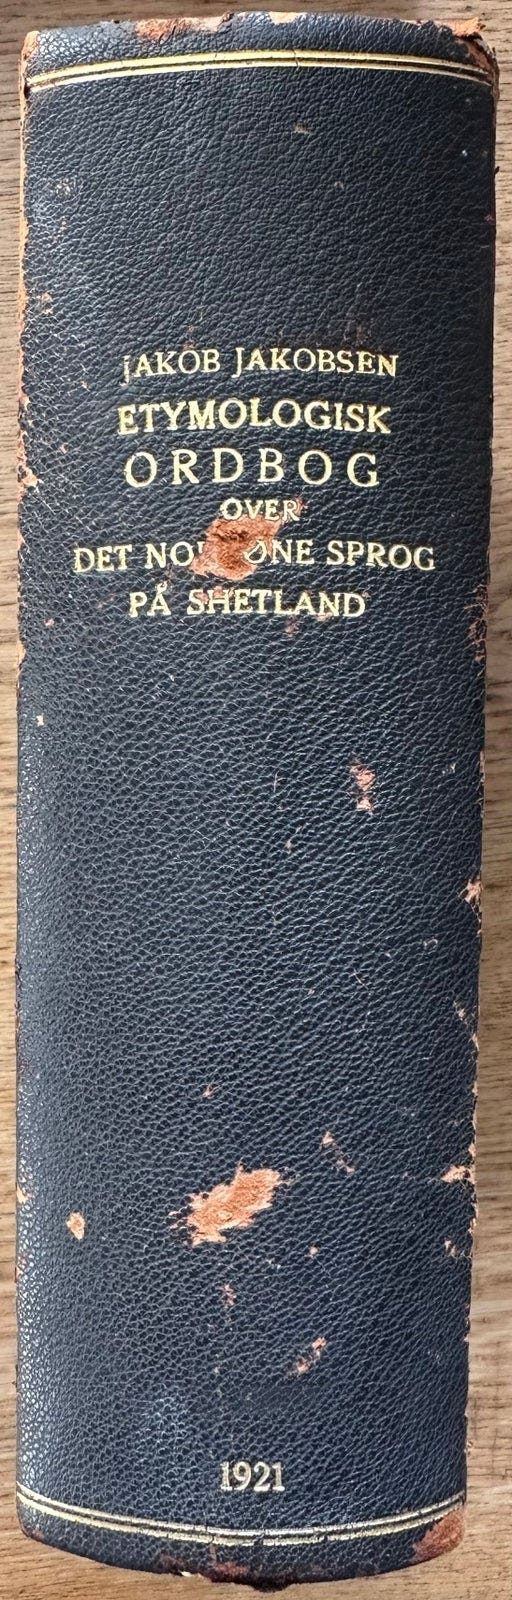 JAKOB JAKOBSEN
ETYMOLOGISK
ORDBOG
OVER
DET SPROG
PÅ SHETLAND
1921